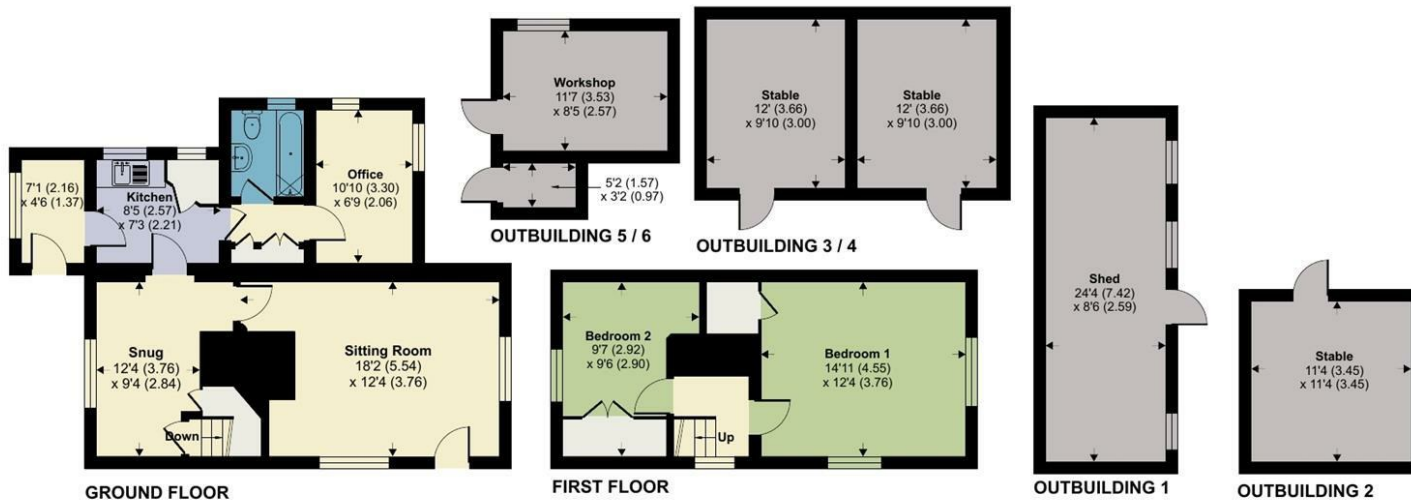 7'1 (2.16)
x 4'6 (1.37)
Kitchen
8'5 (2.57)
x 7'3 (2.21)
Office
10'10 (3.30)
x 6'9 (2.06)
Snug
12'4 (3.76)
x 9'4 (2.84)
Down
Sitting Room
18'2 (5.54)
x 12'4 (3.76)
GROUND FLOOR
Workshop
11'7 (3.53)
x 8'5 (2.57)
5'2 (1.57)
x 3'2 (0.97)
OUTBUILDING 5 / 6
Stable
12' (3.66)
x 9'10 (3.00)
Stable
12' (3.66)
x 9'10 (3.00)
OUTBUILDING 3 / 4
Bedroom 2
9'7 (2.92)
x 9'6 (2.90)
Bedroom 1
14'11 (4.55)
x 12'4 (3.76)
Up
FIRST FLOOR
Shed
24'4 (7.42)
x 8'6 (2.59)
OUTBUILDING 1
Stable
11'4 (3.45)
x 11'4 (3.45)
OUTBUILDING 2